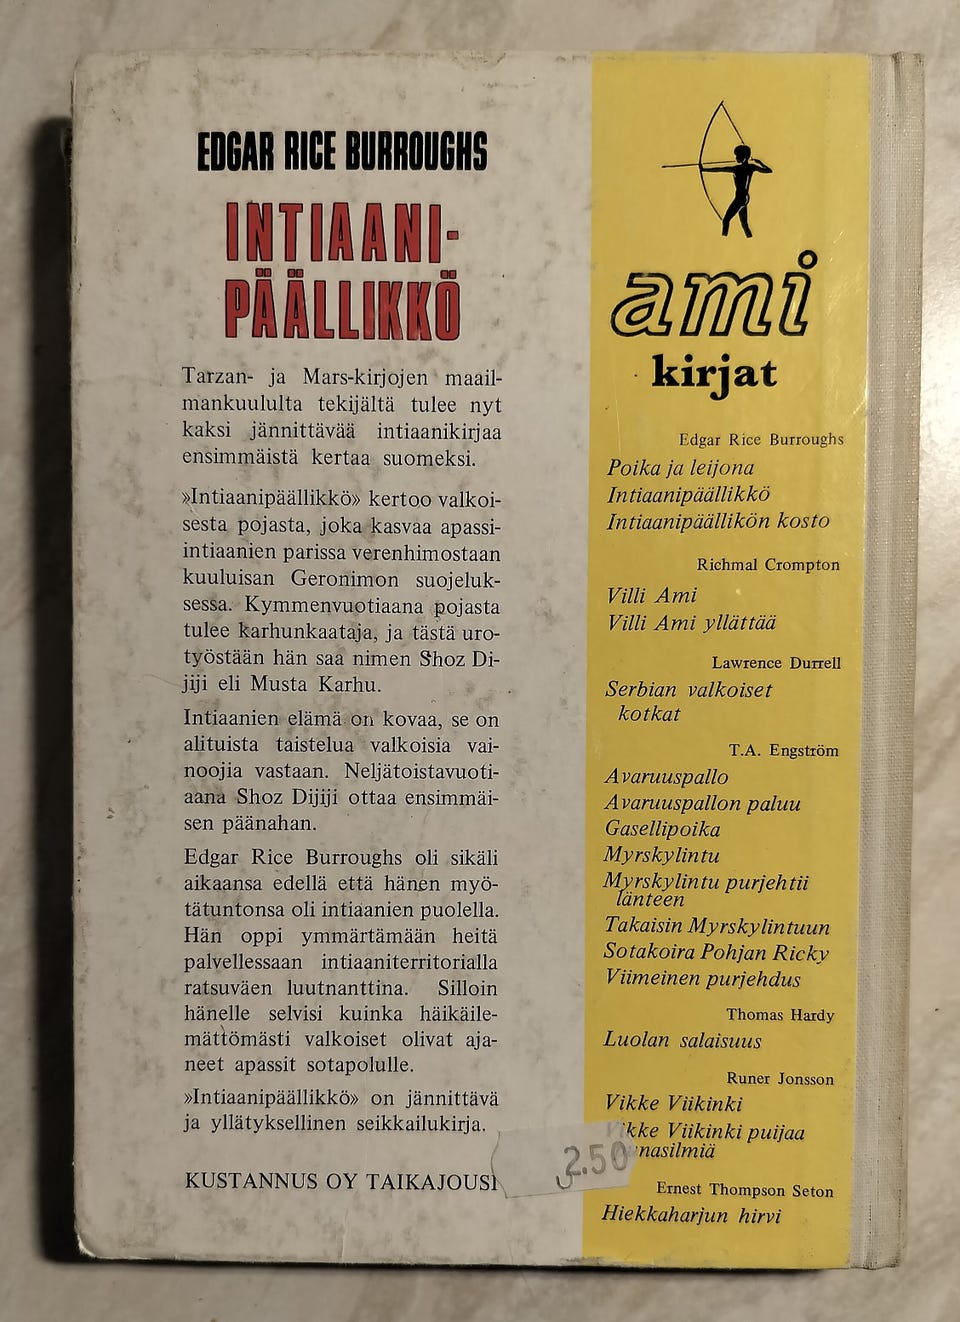 EDGAR RICE BURROUGHS
INTIAANI-
PÄÄLLIKKÖ
Tarzan- ja Mars-kirjojen maail-
mankuululta tekijältä tulee nyt
kaksi jännittävää intiaanikirjaa
ensimmäistä kertaa suomeksi.
»Intiaanipäällikkö» kertoo valkoi-
sesta pojasta, joka kasvaa apassi-
intiaanien parissa verenhimostaan
kuuluisan Geronimon suojeluk-
sessa. Kymmenvuotiaana pojasta
tulee karhunkaataja, ja tästä uro-
työstään hän saa nimen Shoz Di-
jiji eli Musta Karhu.
Intiaanien elämä on kovaa, se on
alituista taistelua valkoisia vai-
noojia vastaan. Neljätoistavuoti-
aana Shoz Dijiji ottaa ensimmäi-
sen päänahan.
Edgar Rice Burroughs oli sikäli
aikaansa edellä että hänen myö-
tätuntonsa oli intiaanien puolella.
Hän oppi ymmärtämään heitä
palvellessaan intiaaniterritorialla
ratsuväen luutnanttina. Silloin
hänelle selvisi kuinka häikäile-
mättömästi valkoiset olivat aja-
neet apassit sotapolulle.
»Intiaanipäällikkö» on jännittävä
ja yllätyksellinen seikkailukirja.
KUSTANNUS OY TAIKAJOUSI
ami
kirjat
Edgar Rice Burroughs
Poika ja leijona
Intiaanipäällikkö
Intiaanipäällikön kosto
Richmal Crompton
Villi Ami
Villi Ami yllättää
Lawrence Durrell
Serbian valkoiset
kotkat
T.A. Engström
Avaruuspallo
Avaruuspallon paluu
Gasellipoika
Myrskylintu
Myrskylintu purjehtii
länteen
Takaisin Myrskylintuun
Sotakoira Pohjan Ricky
Viimeinen purjehdus
Thomas Hardy
Luolan salaisuus
Runer Jonsson
Vikke Viikinki
Vikke Viikinki puijaa
nasilmiä
2.50
Ernest Thompson Seton
Hiekkaharjun hirvi